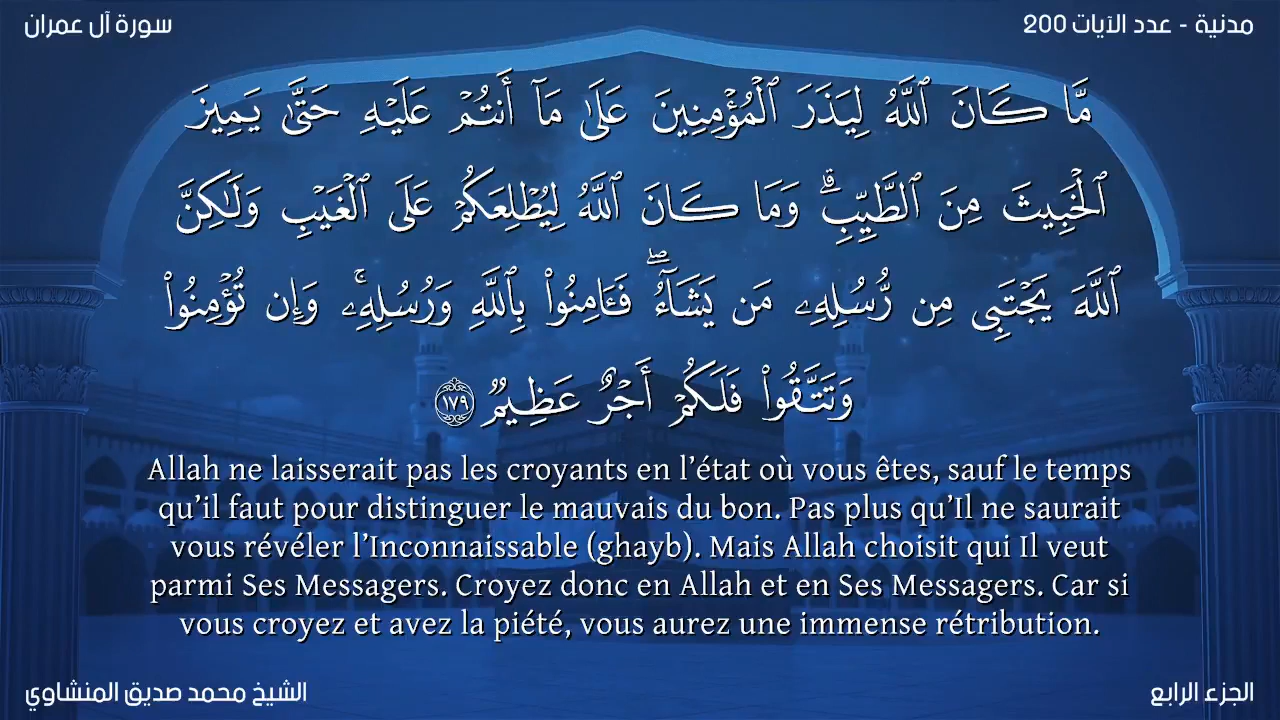 مدنية - عدد الآيات 200
سورة آل عمران
مَّا كَانَ ٱللَّهُ لِيَذَرَ ٱلْمُؤْمِنِينَ عَلَىٰ مَآ أَنتُمْ عَلَيْهِ حَتَّىٰ يَمِيزَ
ٱلْخَبِيثَ مِنَ ٱلطَّيِّبِ ۗ وَمَا كَانَ ٱللَّهُ لِيُطْلِعَكُمْ عَلَى ٱلْغَيْبِ وَلَـٰكِنَّ
ٱللَّهَ يَجْتَبِى مِن رُّسُلِهِۦ مَن يَشَآءُ ۖ فَـَٔامِنُوا۟ بِٱللَّهِ وَرُسُلِهِۦ ۚ وَإِن تُؤْمِنُوا۟
وَتَتَّقُوا۟ فَلَكُمْ أَجْرٌ عَظِيمٌ ١٧٩
Allah ne laisserait pas les croyants en l’état où vous êtes, sauf le temps
qu’il faut pour distinguer le mauvais du bon. Pas plus qu’Il ne saurait
vous révéler l’Inconnaissable (ghayb). Mais Allah choisit qui Il veut
parmi Ses Messagers. Croyez donc en Allah et en Ses Messagers. Car si
vous croyez et avez la piété, vous aurez une immense rétribution.
الجزء الرابع
الشيخ محمد صديق المنشاوي